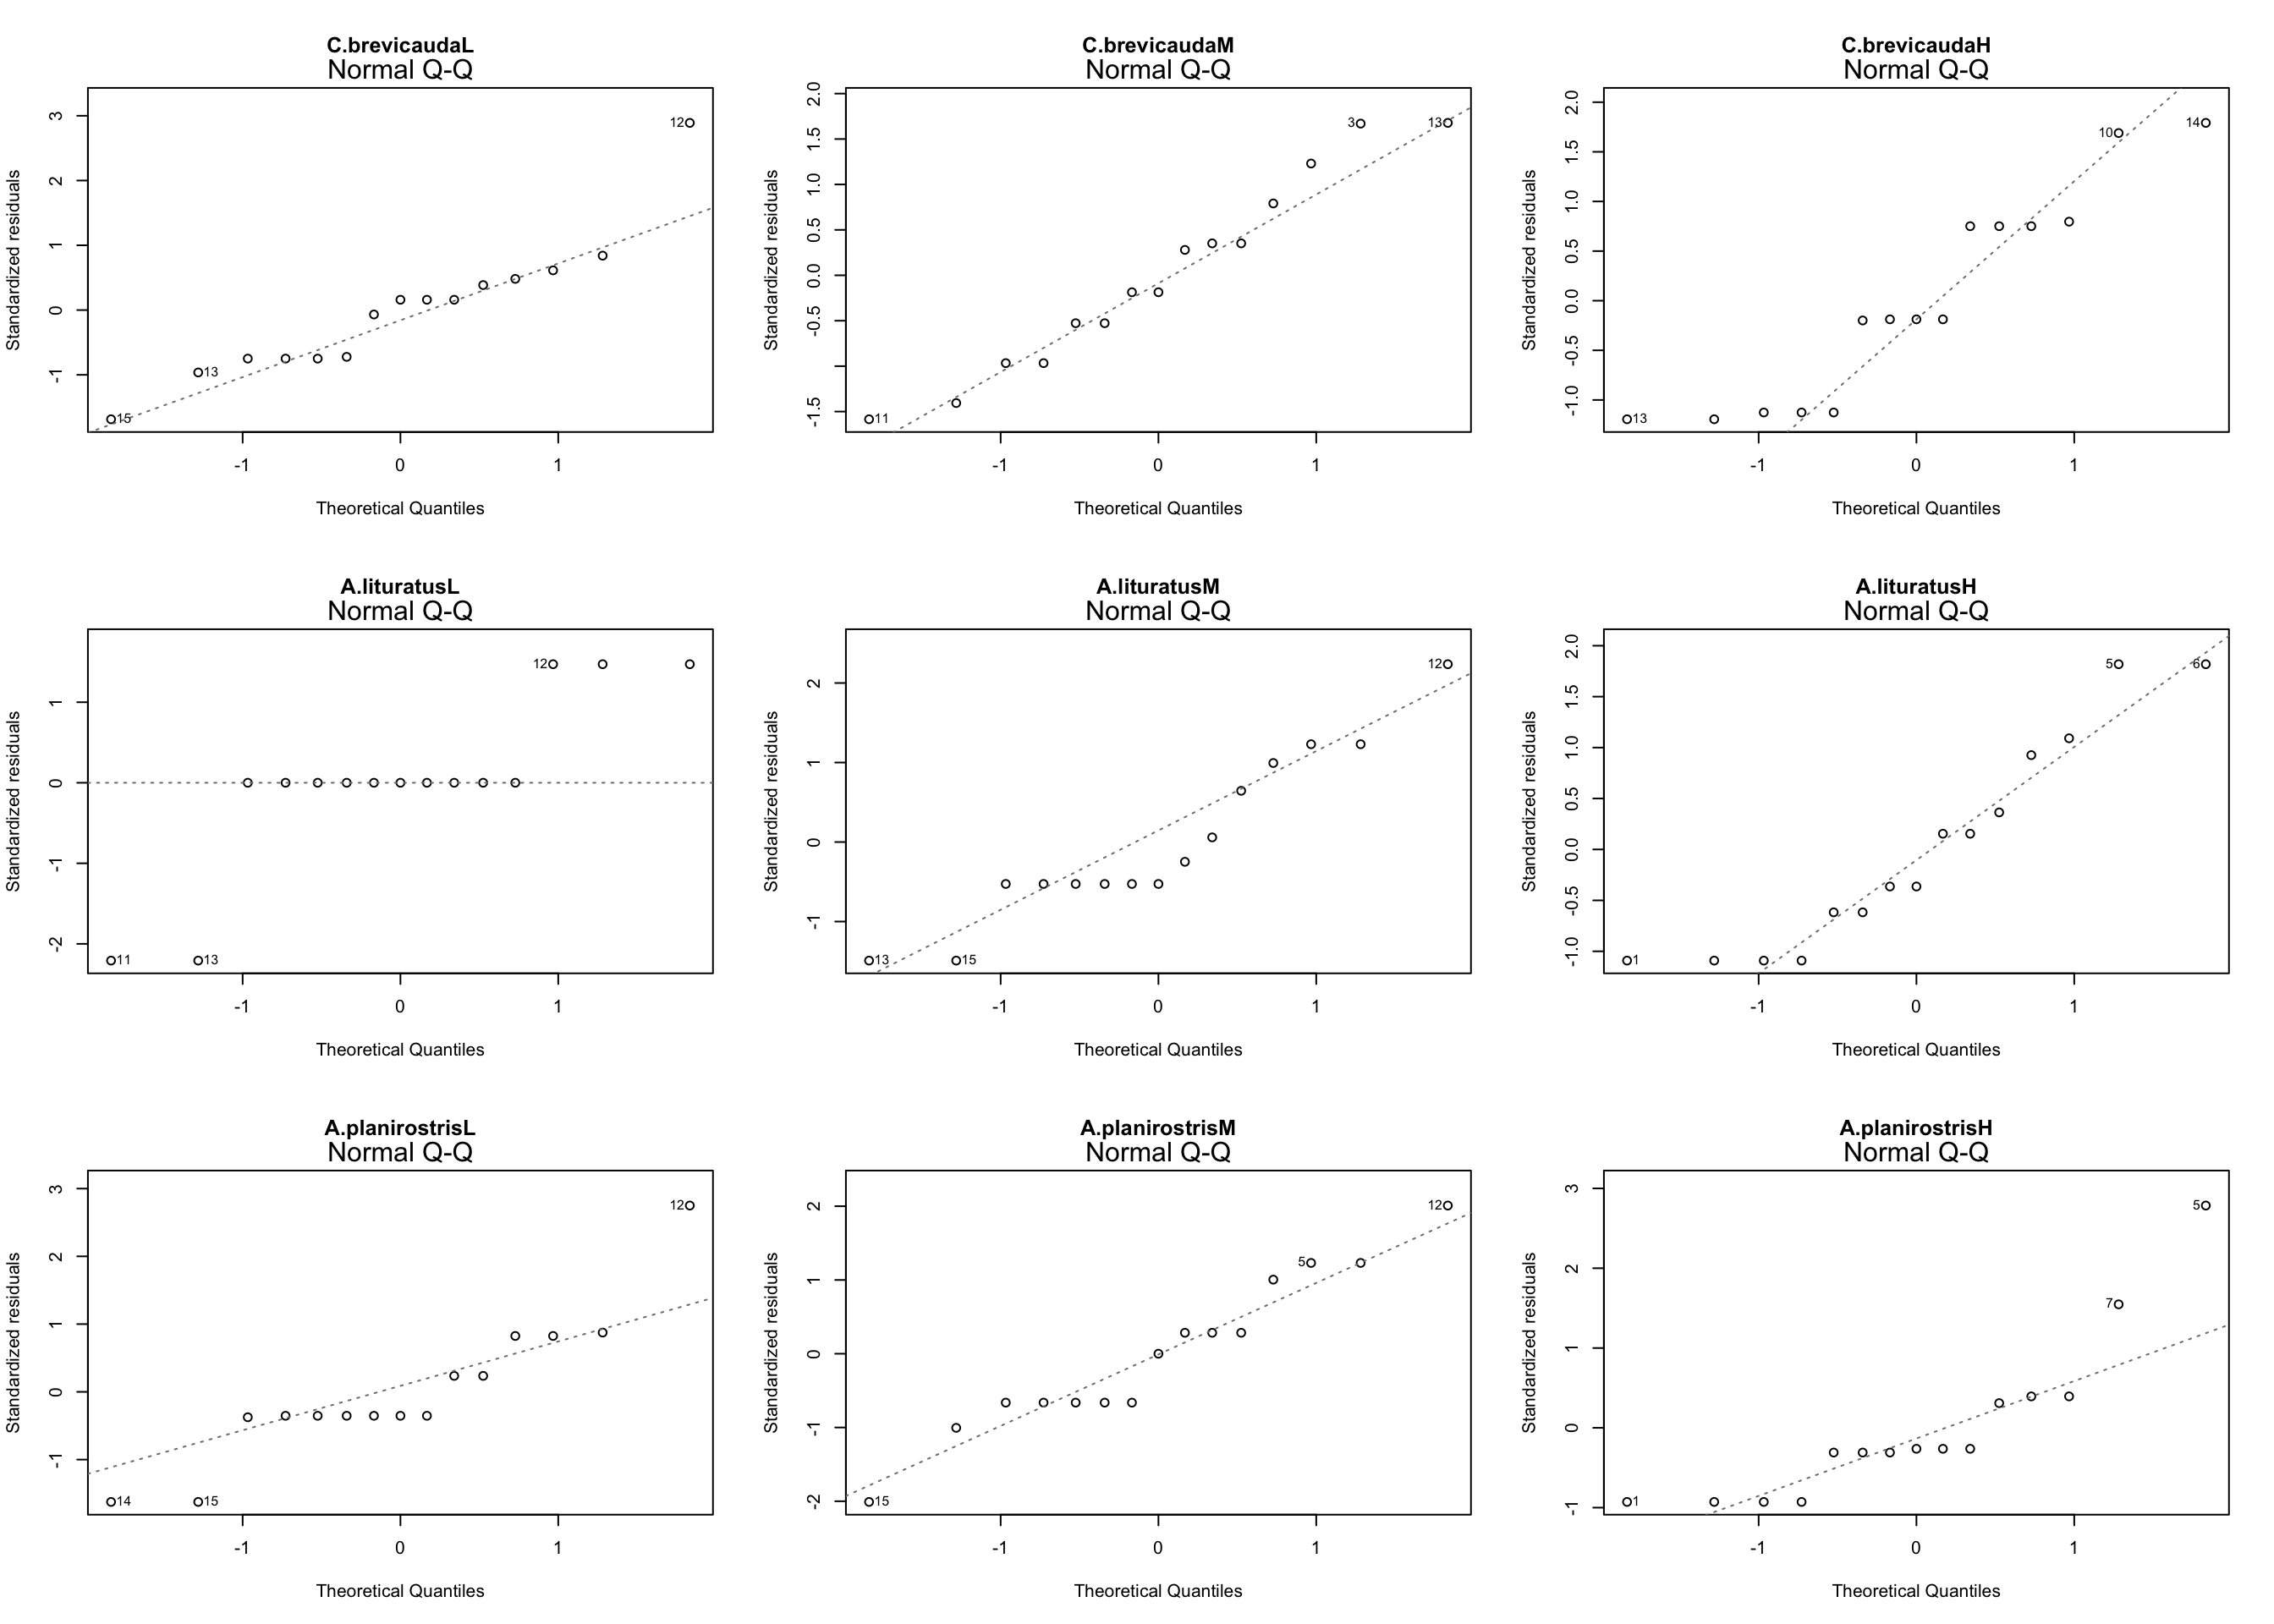 C.brevicaudaL
Normal Q-Q
Standardized residuals
3
2
1
0
-1
12
13
15
-1 0 1
Theoretical Quantiles
C.brevicaudaM
Normal Q-Q
Standardized residuals
2.0
1.5
1.0
0.5
0.0
-0.5
-1.5
3
13
11
-1 0 1
Theoretical Quantiles
C.brevicaudaH
Normal Q-Q
Standardized residuals
2.0
1.5
1.0
0.5
0.0
-0.5
-1.0
10
14
13
-1 0 1
Theoretical Quantiles
A.lituratusL
Normal Q-Q
Standardized residuals
1
0
-1
-2
12
11
13
-1 0 1
Theoretical Quantiles
A.lituratusM
Normal Q-Q
Standardized residuals
2
1
0
-1
12
13
15
-1 0 1
Theoretical Quantiles
A.lituratusH
Normal Q-Q
Standardized residuals
2.0
1.5
1.0
0.5
0.0
-0.5
-1.0
5
6
1
-1 0 1
Theoretical Quantiles
A.planirostrisL
Normal Q-Q
Standardized residuals
3
2
1
0
-1
12
14
15
-1 0 1
Theoretical Quantiles
A.planirostrisM
Normal Q-Q
Standardized residuals
2
1
0
-1
-2
12
5
15
-1 0 1
Theoretical Quantiles
A.planirostrisH
Normal Q-Q
Standardized residuals
3
2
1
0
-1
5
7
1
-1 0 1
Theoretical Quantiles